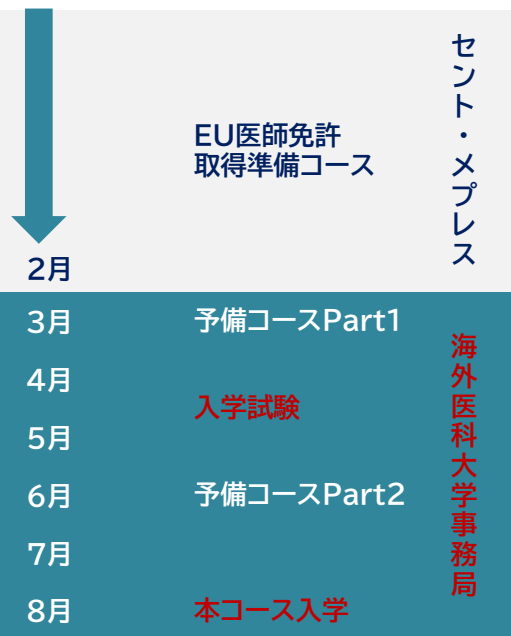 EU医師免許
取得準備コース
セント・メプレス
2月
3月
予備コースPart1
4月
入学試験
5月
6月
予備コースPart2
7月
8月
本コース入学
海外医科大学事務局